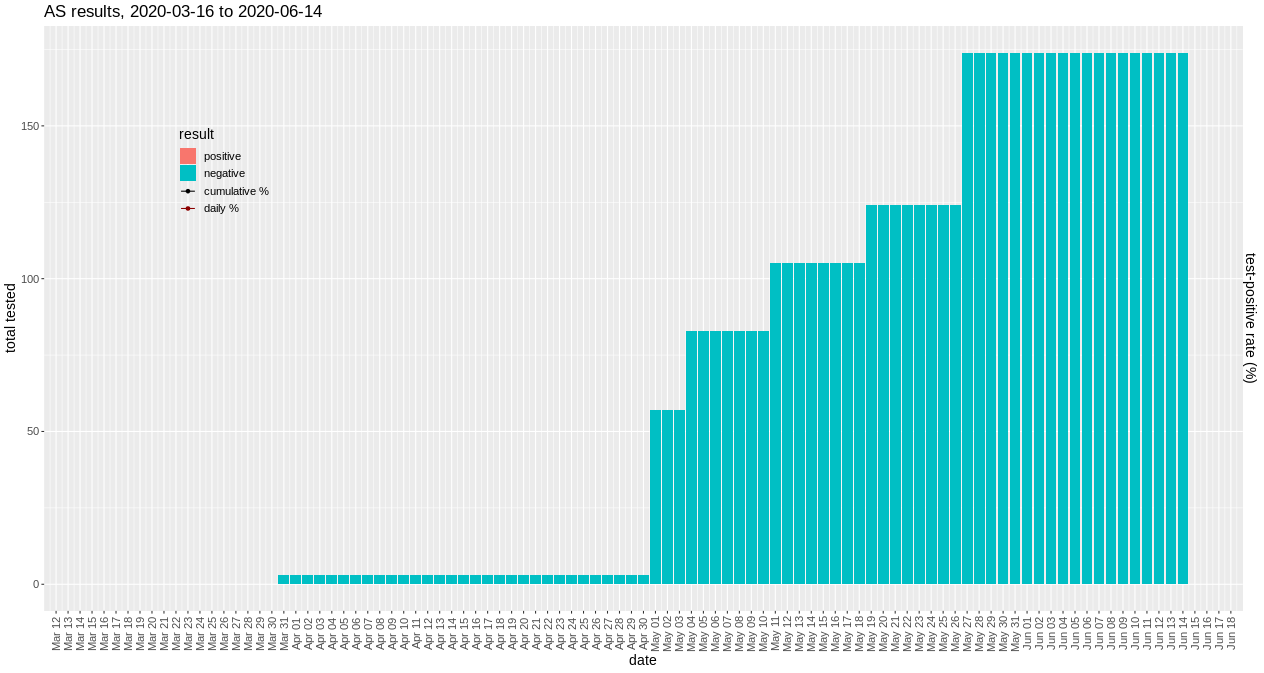 AS results, 2020-03-16 to 2020-06-14
150
100
50
0
total tested
result
positive
negative
cumulative %
daily %
test-positive rate (%)
Mar 12
Mar 13
Mar 14
Mar 15
Mar 16
Mar 17
Mar 18
Mar 19
Mar 20
Mar 21
Mar 22
Mar 23
Mar 24
Mar 25
Mar 26
Mar 27
Mar 28
Mar 29
Mar 30
Mar 31
Apr 01
Apr 02
Apr 03
Apr 04
Apr 05
Apr 06
Apr 07
Apr 08
Apr 09
Apr 10
Apr 11
Apr 12
Apr 13
Apr 14
Apr 15
Apr 16
Apr 17
Apr 18
Apr 19
Apr 20
Apr 21
Apr 22
Apr 23
Apr 24
Apr 25
Apr 26
Apr 27
Apr 28
Apr 29
Apr 30
May 01
May 02
May 03
May 04
May 05
May 06
May 07
May 08
May 09
May 10
May 11
May 12
May 13
May 14
May 15
May 16
May 17
May 18
May 19
May 20
May 21
May 22
May 23
May 24
May 25
May 26
May 27
May 28
May 29
May 30
May 31
Jun 01
Jun 02
Jun 03
Jun 04
Jun 05
Jun 06
Jun 07
Jun 08
Jun 09
Jun 10
Jun 11
Jun 12
Jun 13
Jun 14
Jun 15
Jun 16
Jun 17
Jun 18
date